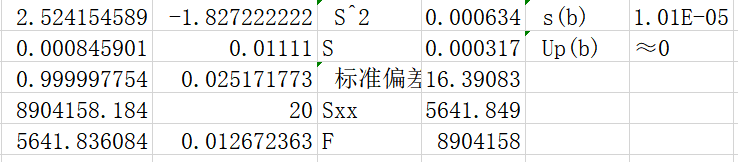 2.524154589 -1.827222222 S^2 0.000634 s(b) 1.01E-05
0.000845901 0.01111 S 0.000317 Up(b) ≈0
0.999997754 0.025171773 标准偏差 16.39083
8904158.184 20 Sxx 5641.849
5641.836084 0.012672363 F 8904158